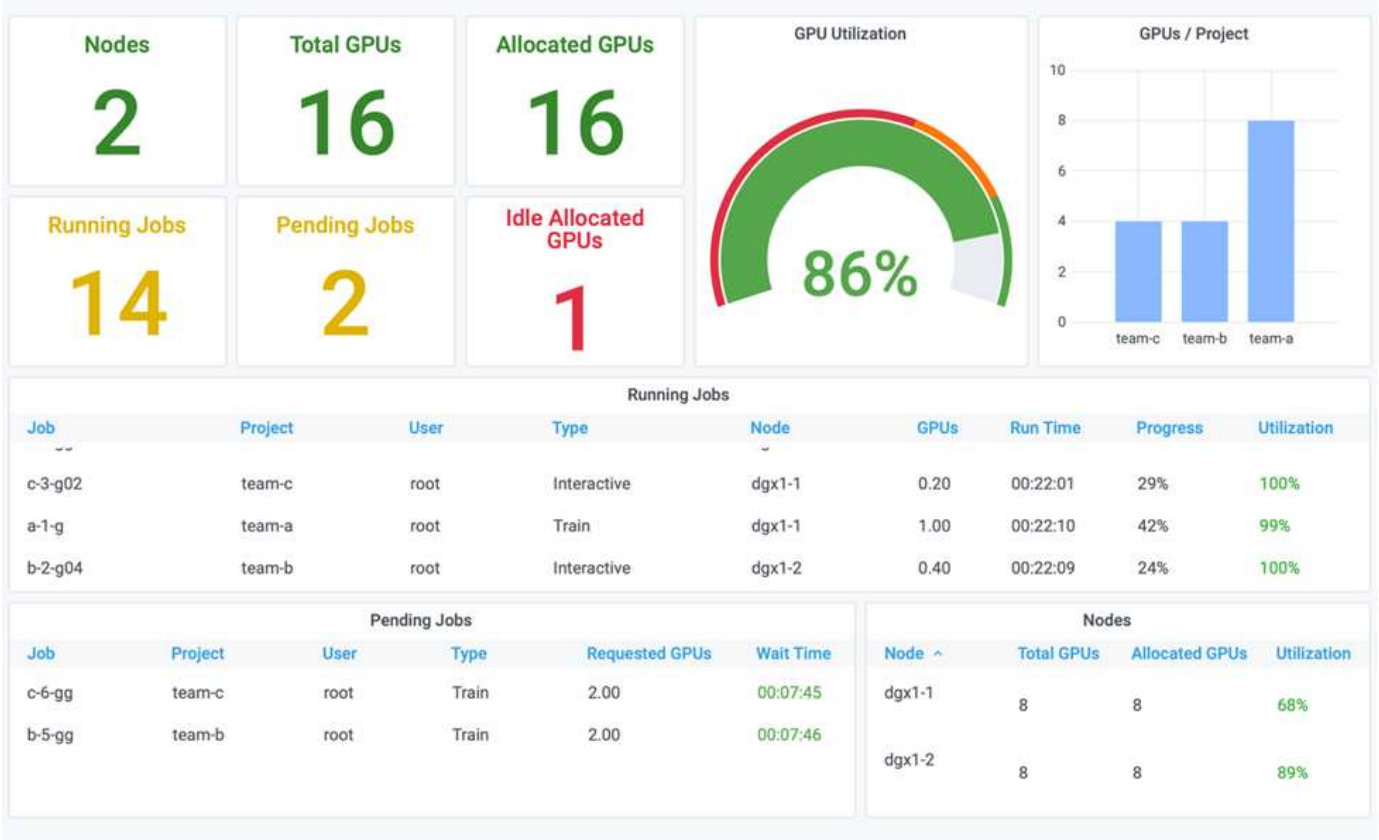 Nodes
2
Total GPUs
16
Allocated GPUs
16
Running Jobs
14
Pending Jobs
2
Idle Allocated
GPUs
1
GPU Utilization
86%
GPUs / Project
10
8
6
4
2
0
team-c team-b team-a
Running Jobs
Job Project User Type Node GPUs Run Time Progress Utilization
c-3-g02 team-c root Interactive dgx1-1 0.20 00:22:01 29% 100%
a-1-g team-a root Train dgx1-1 1.00 00:22:10 42% 99%
b-2-g04 team-b root Interactive dgx1-2 0.40 00:22:09 24% 100%
Pending Jobs
Job Project User Type Requested GPUs Wait Time
c-6-gg team-c root Train 2.00 00:07:45
b-5-gg team-b root Train 2.00 00:07:46
Nodes
Node Total GPUs Allocated GPUs Utilization
dgx1-1 8 8 68%
dgx1-2 8 8 89%